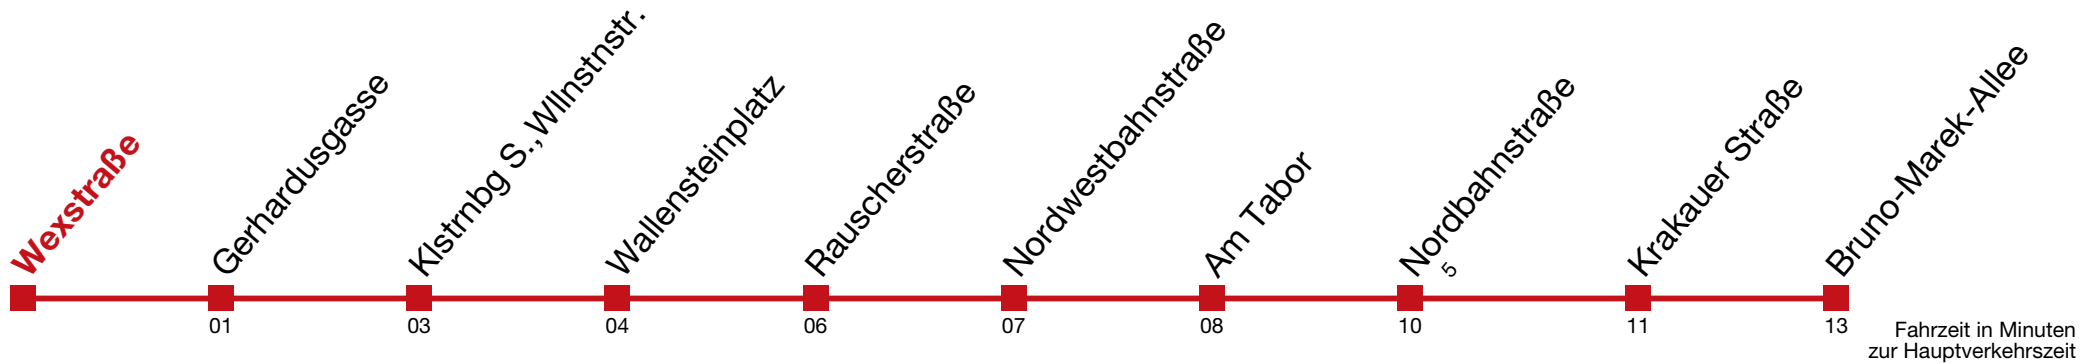 Wexstraße
Gerhardusgasse
Klstrnbg S.,Wllnstnstr.
Wallensteinplatz
Rauscherstraße
Nordwestbahnstraße
Am Tabor
Nordbahnstraße
5
Krakauer Straße
Bruno-Marek-Allee
01
03
04
06
07
08
10
11
13
Fahrzeit in Minuten
zur Hauptverkehrszeit